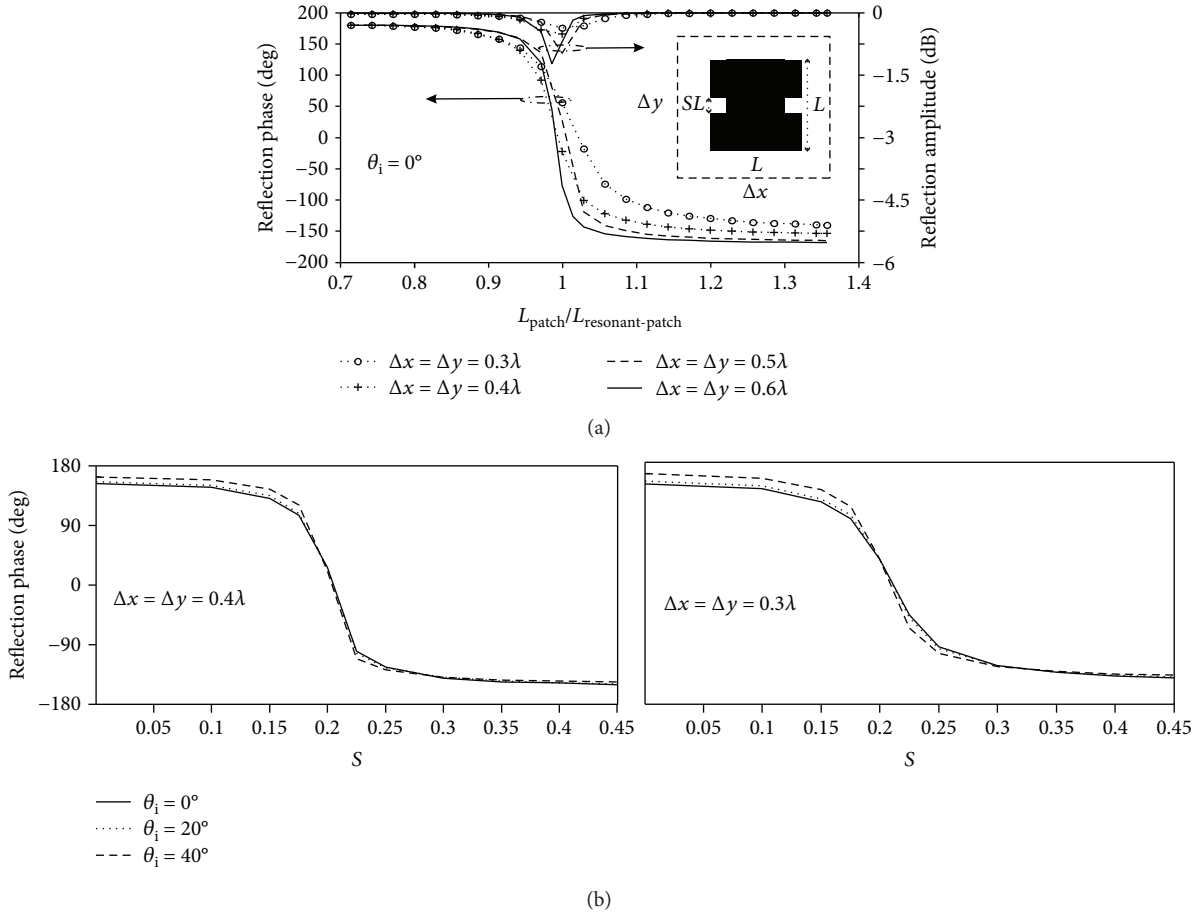 200
150
100
50
0
−50
−100
−150
−200
Reflection phase (deg)
0
−1.5
−3
−4.5
−6
Reflection amplitude (dB)
0.7
0.8
0.9
1
1.1
1.2
1.3
1.4
L_patch/L_resonant-patch
θi = 0°
Δy
SL
L
L
Δx
Δx = Δy = 0.3λ
Δx = Δy = 0.4λ
Δx = Δy = 0.5λ
Δx = Δy = 0.6λ
(a)
180
90
0
−90
−180
Reflection phase (deg)
Δx = Δy = 0.4λ
0.05 0.1 0.15 0.2 0.25 0.3 0.35 0.4 0.45
S
Δx = Δy = 0.3λ
0.05 0.1 0.15 0.2 0.25 0.3 0.35 0.4 0.45
S
θi = 0°
θi = 20°
θi = 40°
(b)